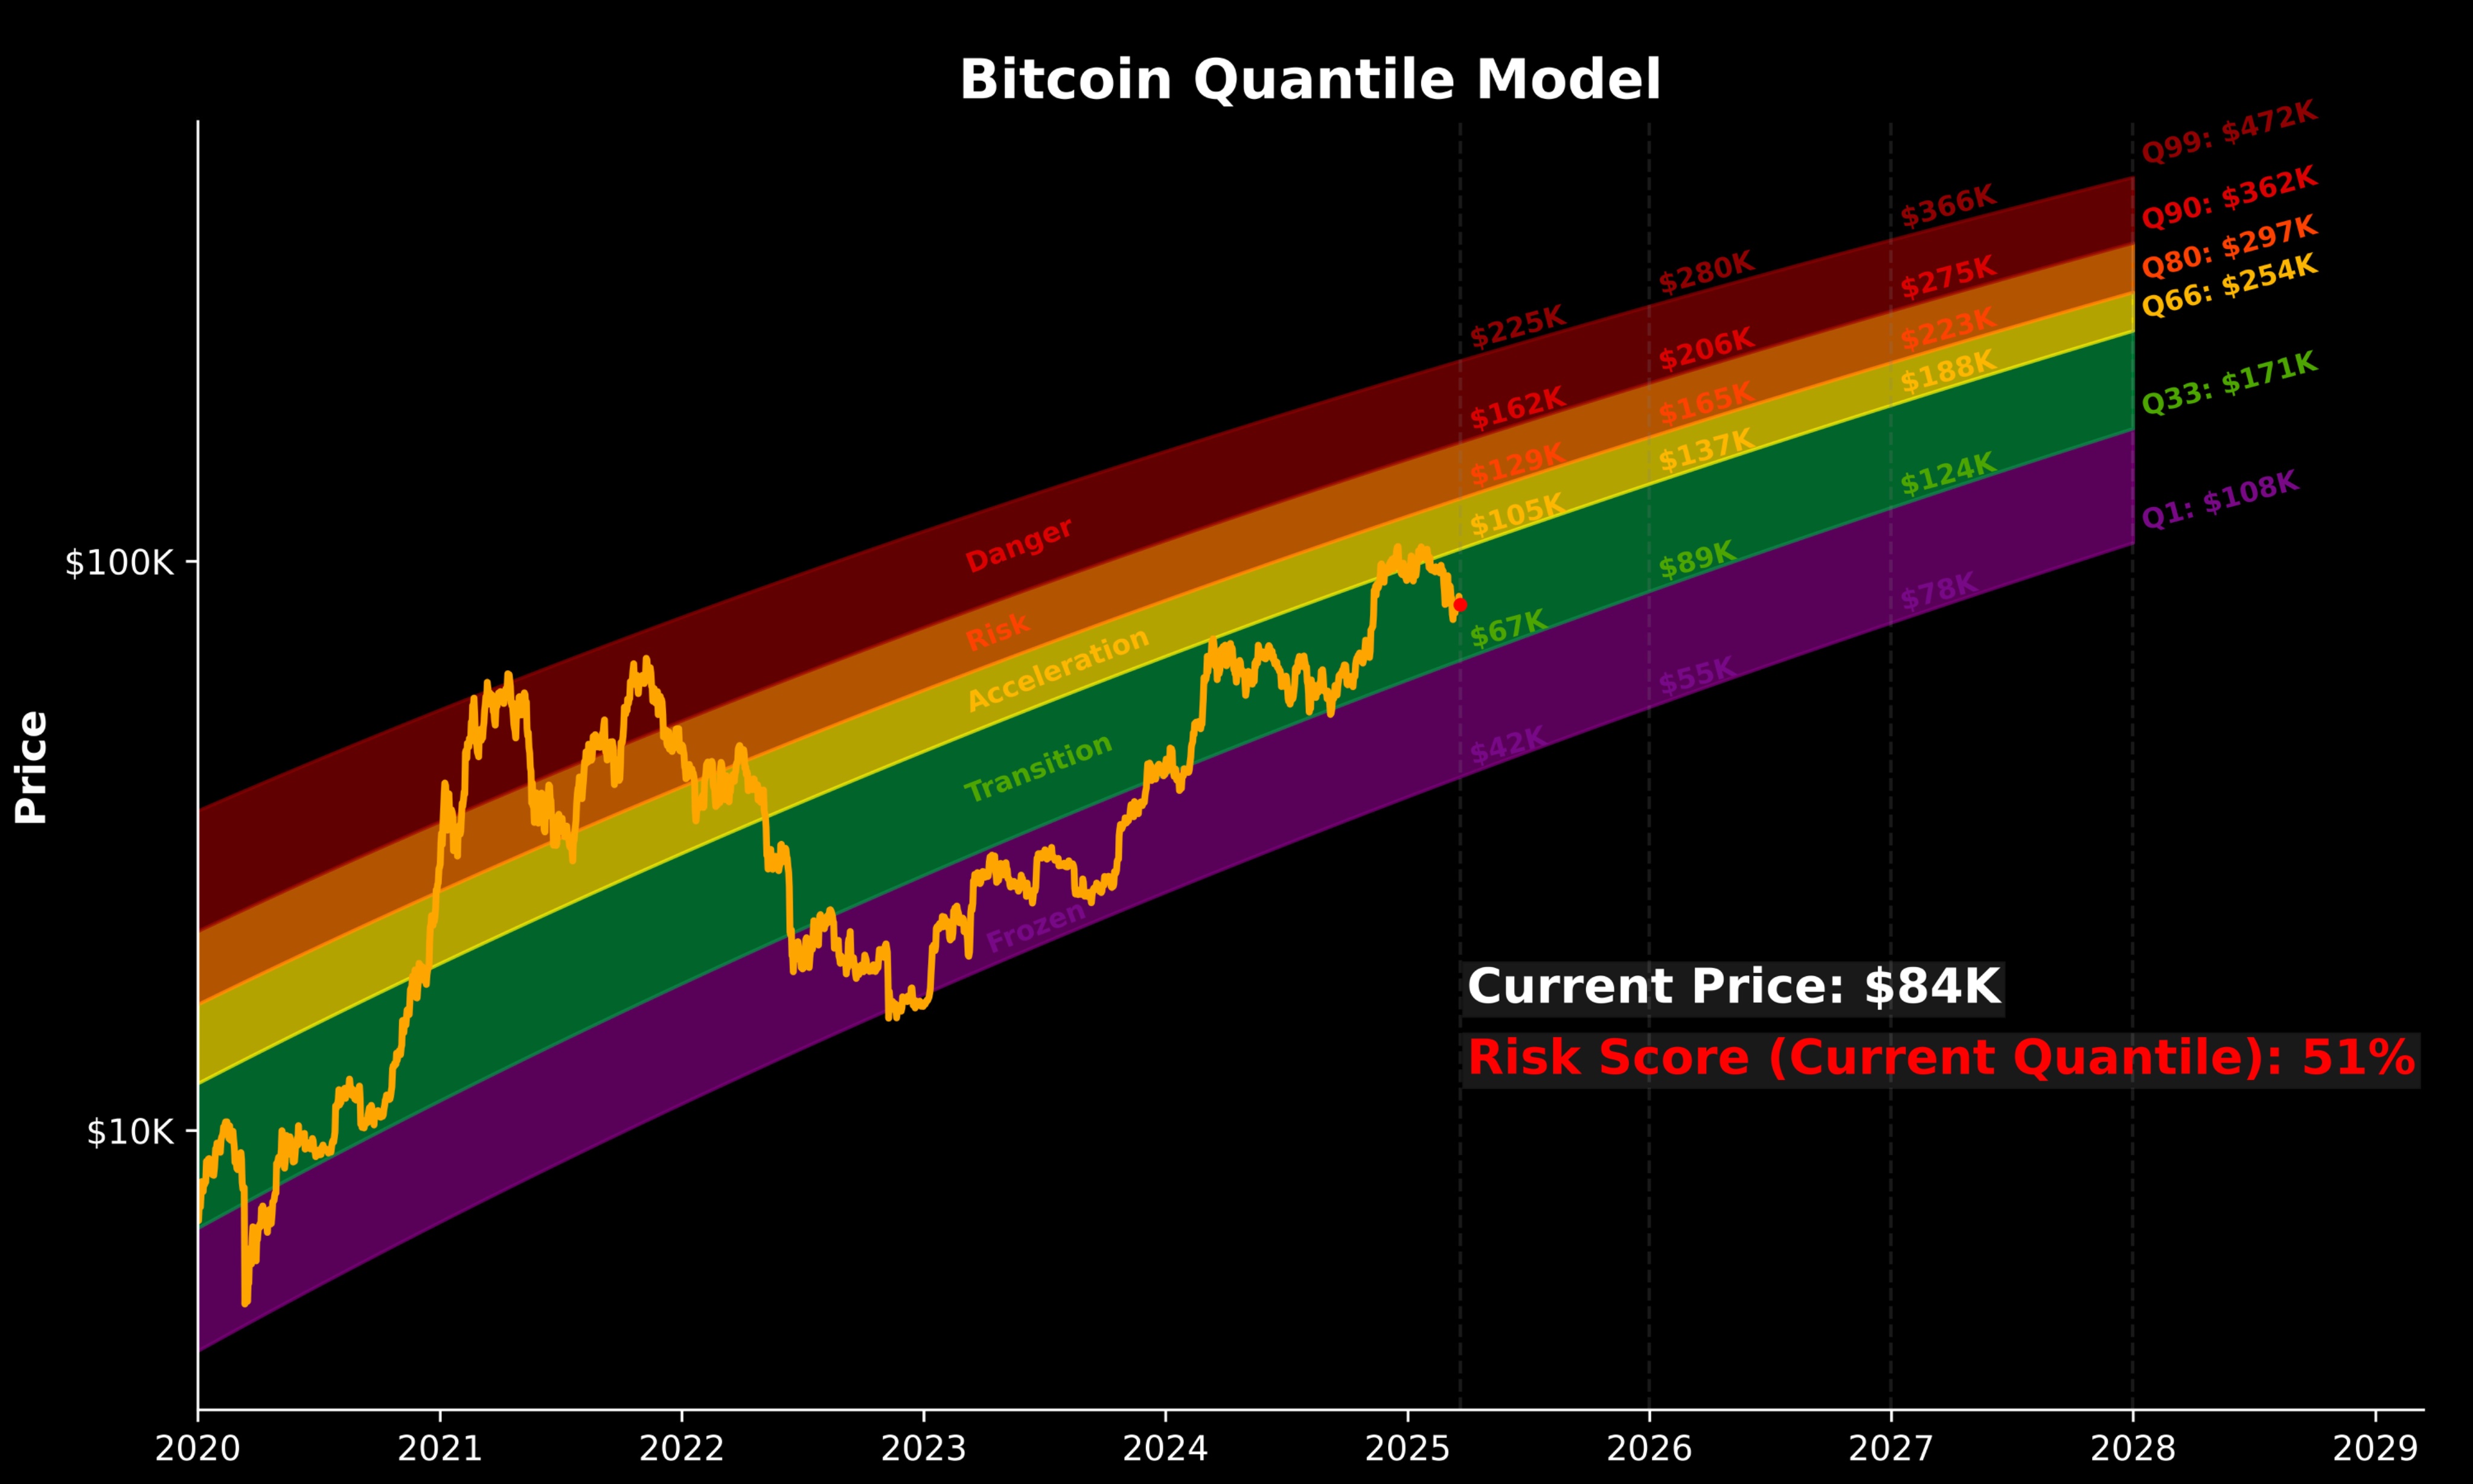 Bitcoin Quantile Model
Price
$100K
$10K
2020
2021
2022
2023
2024
2025
2026
2027
2028
2029
Danger
Risk
Acceleration
Transition
Frozen
$225K
$162K
$129K
$105K
$67K
$42K
$280K
$206K
$165K
$137K
$89K
$55K
$366K
$275K
$223K
$188K
$124K
$78K
Q99: $472K
Q90: $362K
Q80: $297K
Q66: $254K
Q33: $171K
Q1: $108K
Current Price: $84K
Risk Score (Current Quantile): 51%